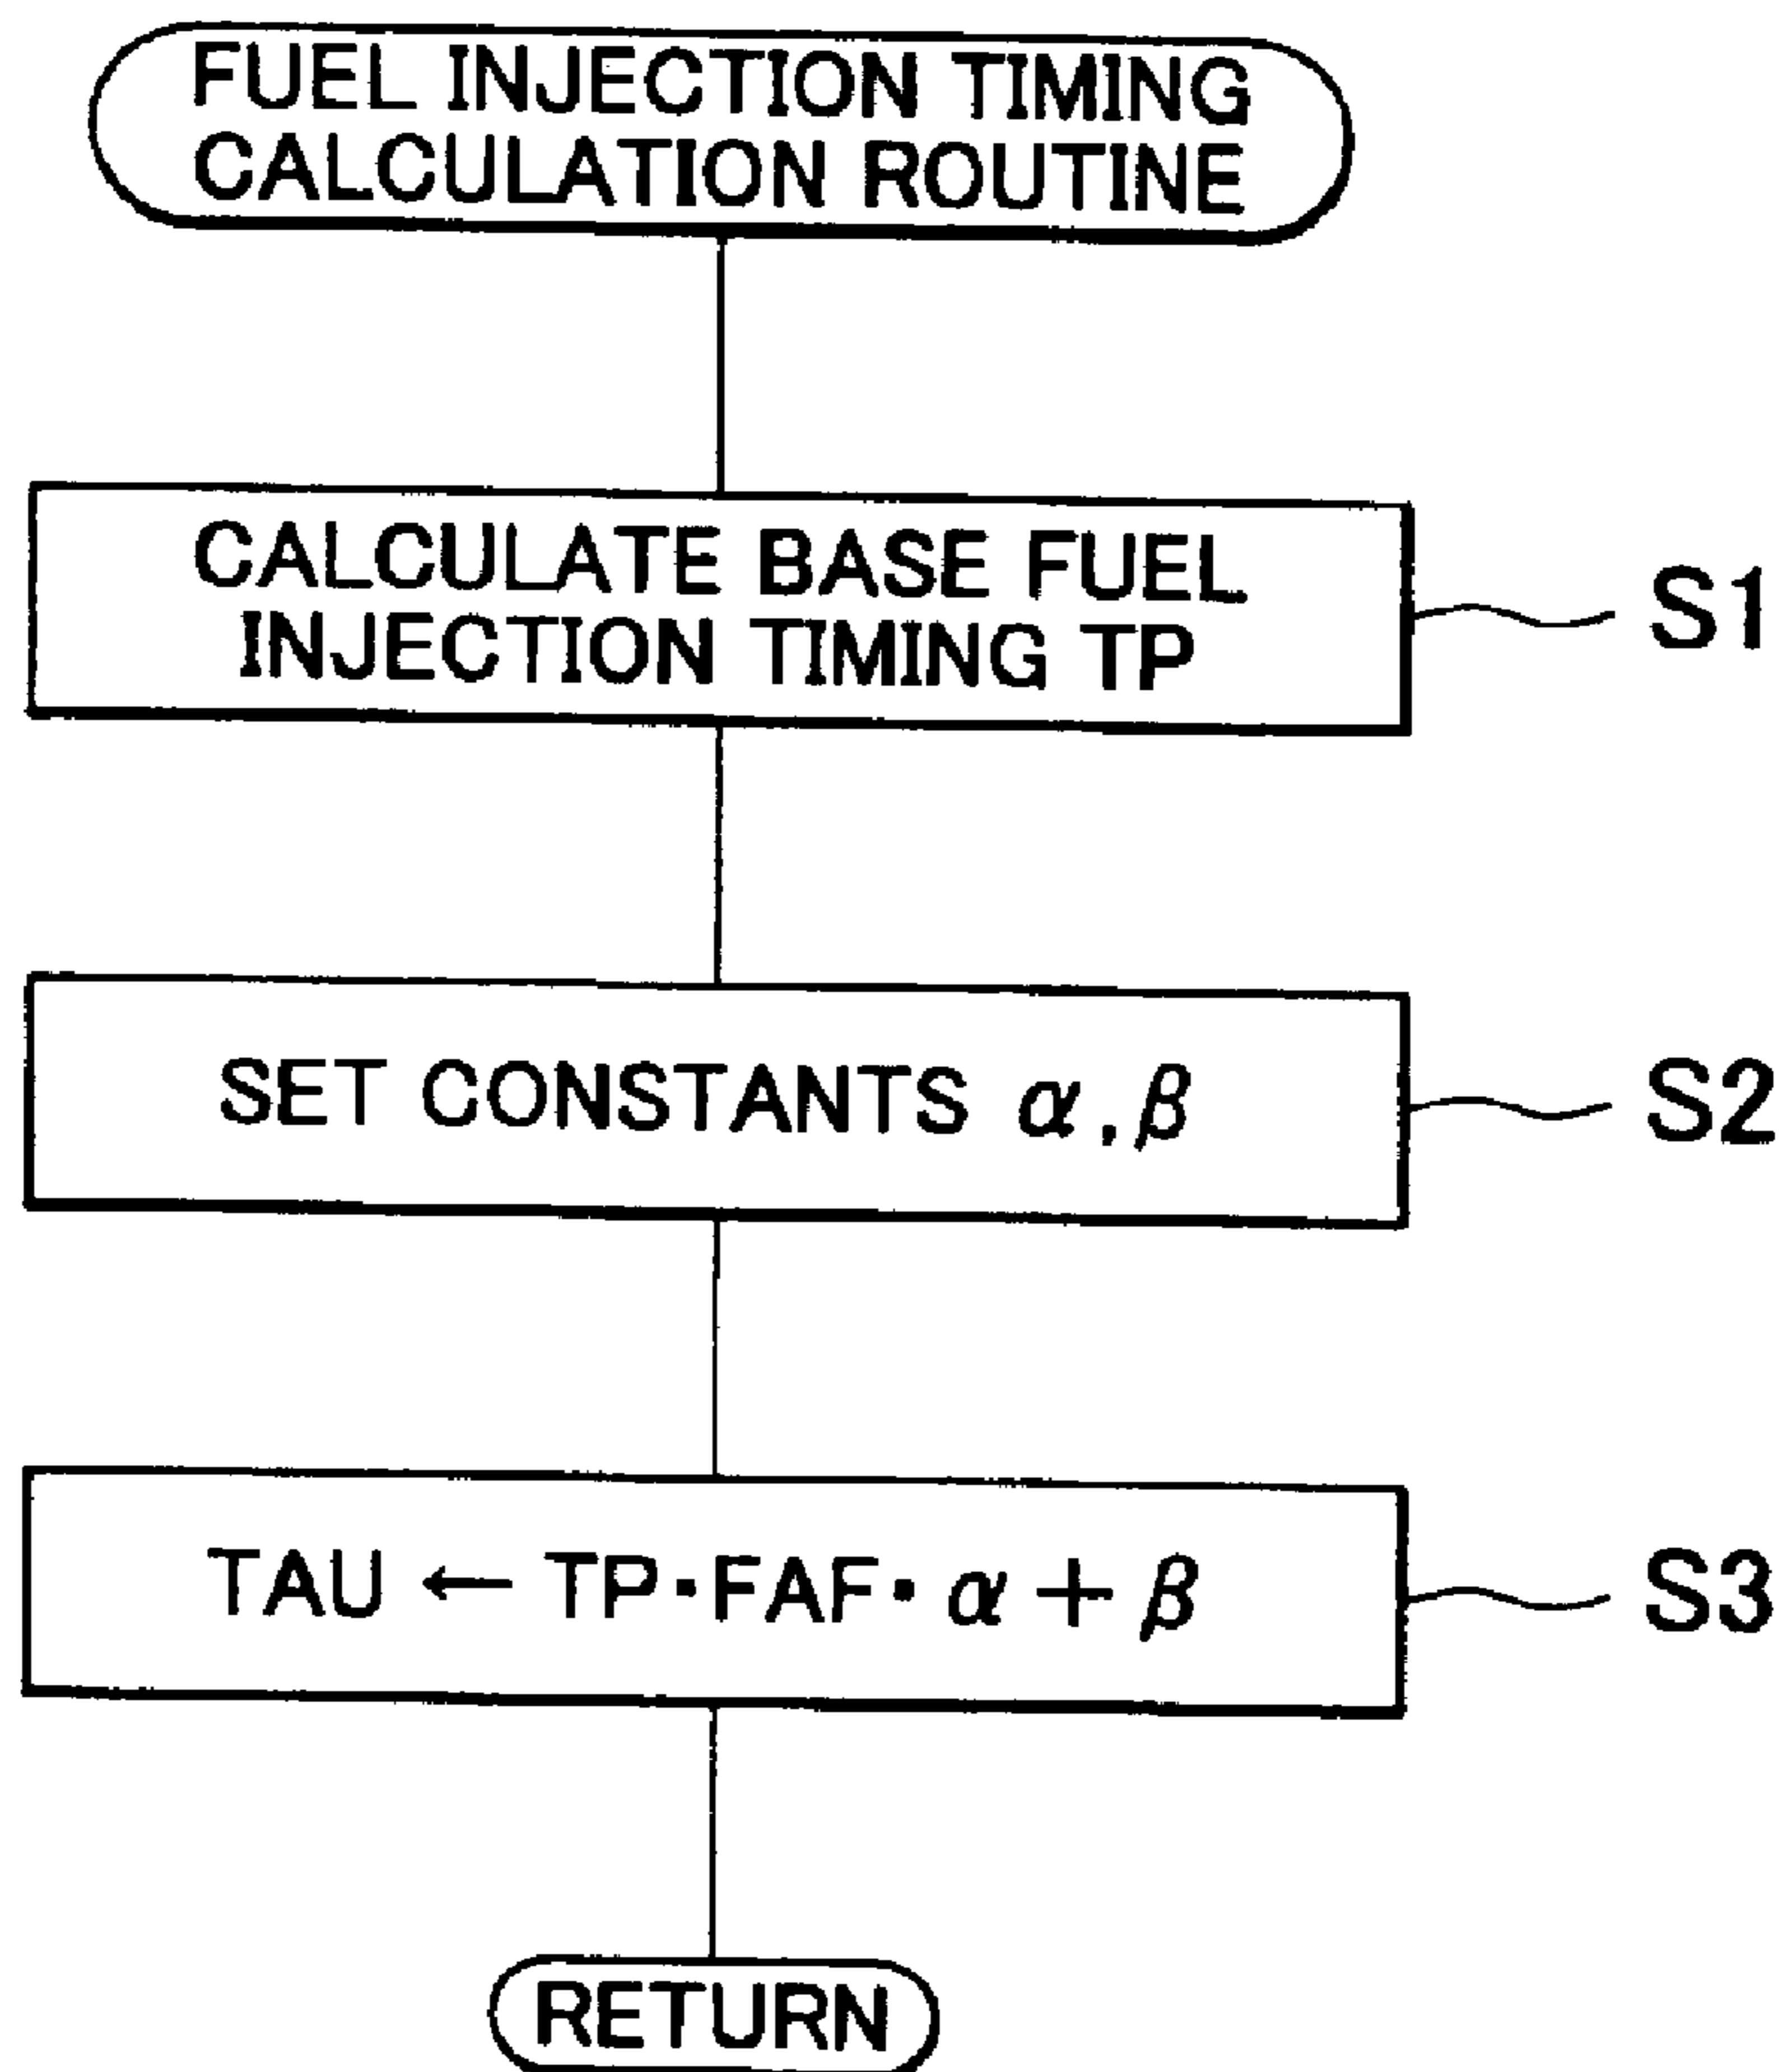 FUEL INJECTION TIMING
CALCULATION ROUTINE
CALCULATE BASE FUEL
INJECTION TIMING TP
S1
SET CONSTANTS α, β
S2
TAU ← TP·FAF·α + β
S3
RETURN